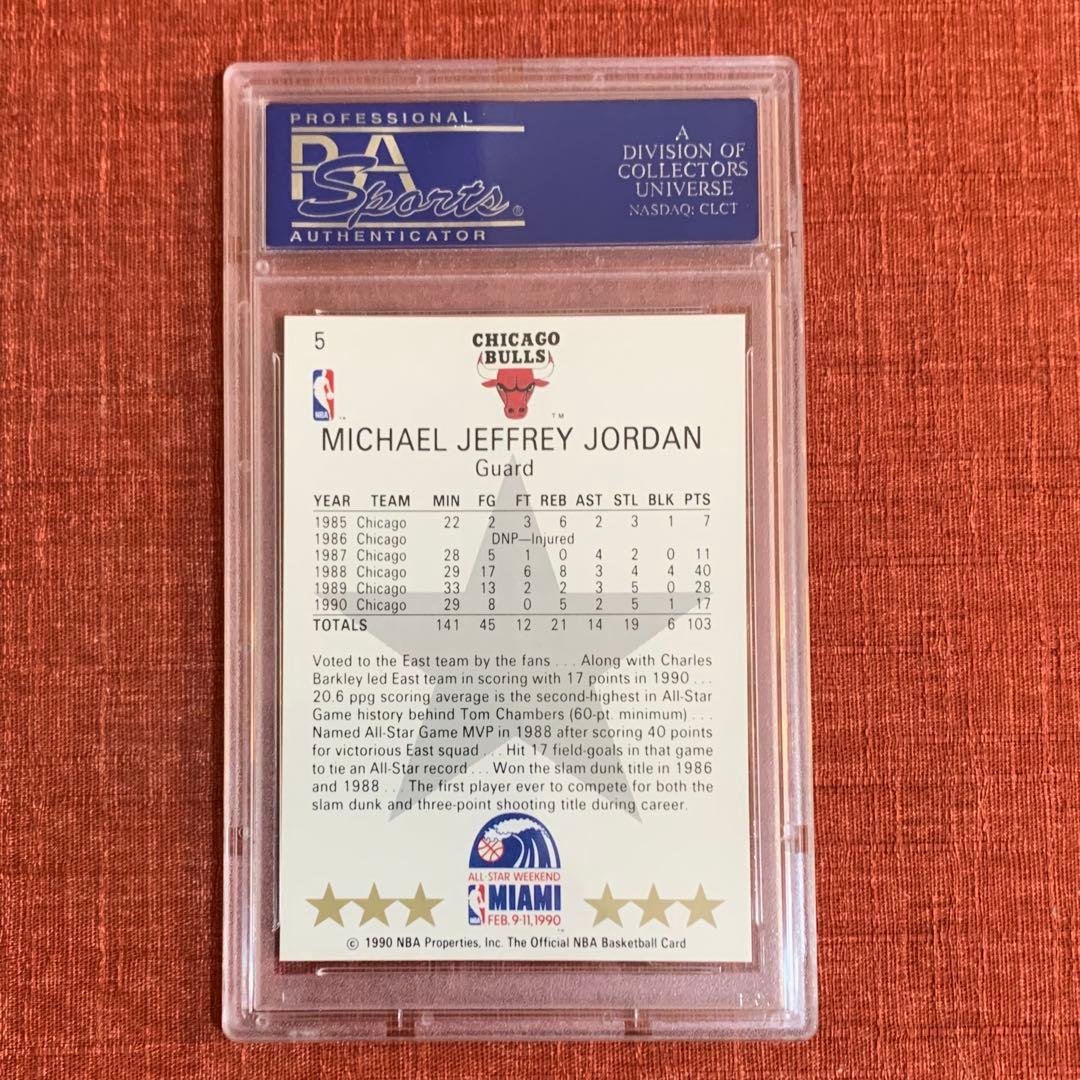 PROFESSIONAL
PSA
Sports®
AUTHENTICATOR
A
DIVISION OF
COLLECTORS
UNIVERSE
NASDAQ: CLCT
5
CHICAGO
BULLS
TM
NBA
MICHAEL JEFFREY JORDAN
Guard
YEAR TEAM MIN FG FT REB AST STL BLK PTS
1985 Chicago 22 2 3 6 2 3 1 7
1986 Chicago DNP—Injured
1987 Chicago 28 5 1 0 4 2 0 11
1988 Chicago 29 17 6 8 3 4 4 40
1989 Chicago 33 13 2 2 3 5 0 28
1990 Chicago 29 8 0 5 2 5 1 17
TOTALS 141 45 12 21 14 19 6 103
Voted to the East team by the fans . . . Along with Charles
Barkley led East team in scoring with 17 points in 1990 . . .
20.6 ppg scoring average is the second-highest in All-Star
Game history behind Tom Chambers (60-pt. minimum) . . .
Named All-Star Game MVP in 1988 after scoring 40 points
for victorious East squad . . . Hit 17 field-goals in that game
to tie an All-Star record . . . Won the slam dunk title in 1986
and 1988 . . . The first player ever to compete for both the
slam dunk and three-point shooting title during career.
ALL-STAR WEEKEND
NBA MIAMI
FEB. 9-11, 1990
© 1990 NBA Properties, Inc. The Official NBA Basketball Card